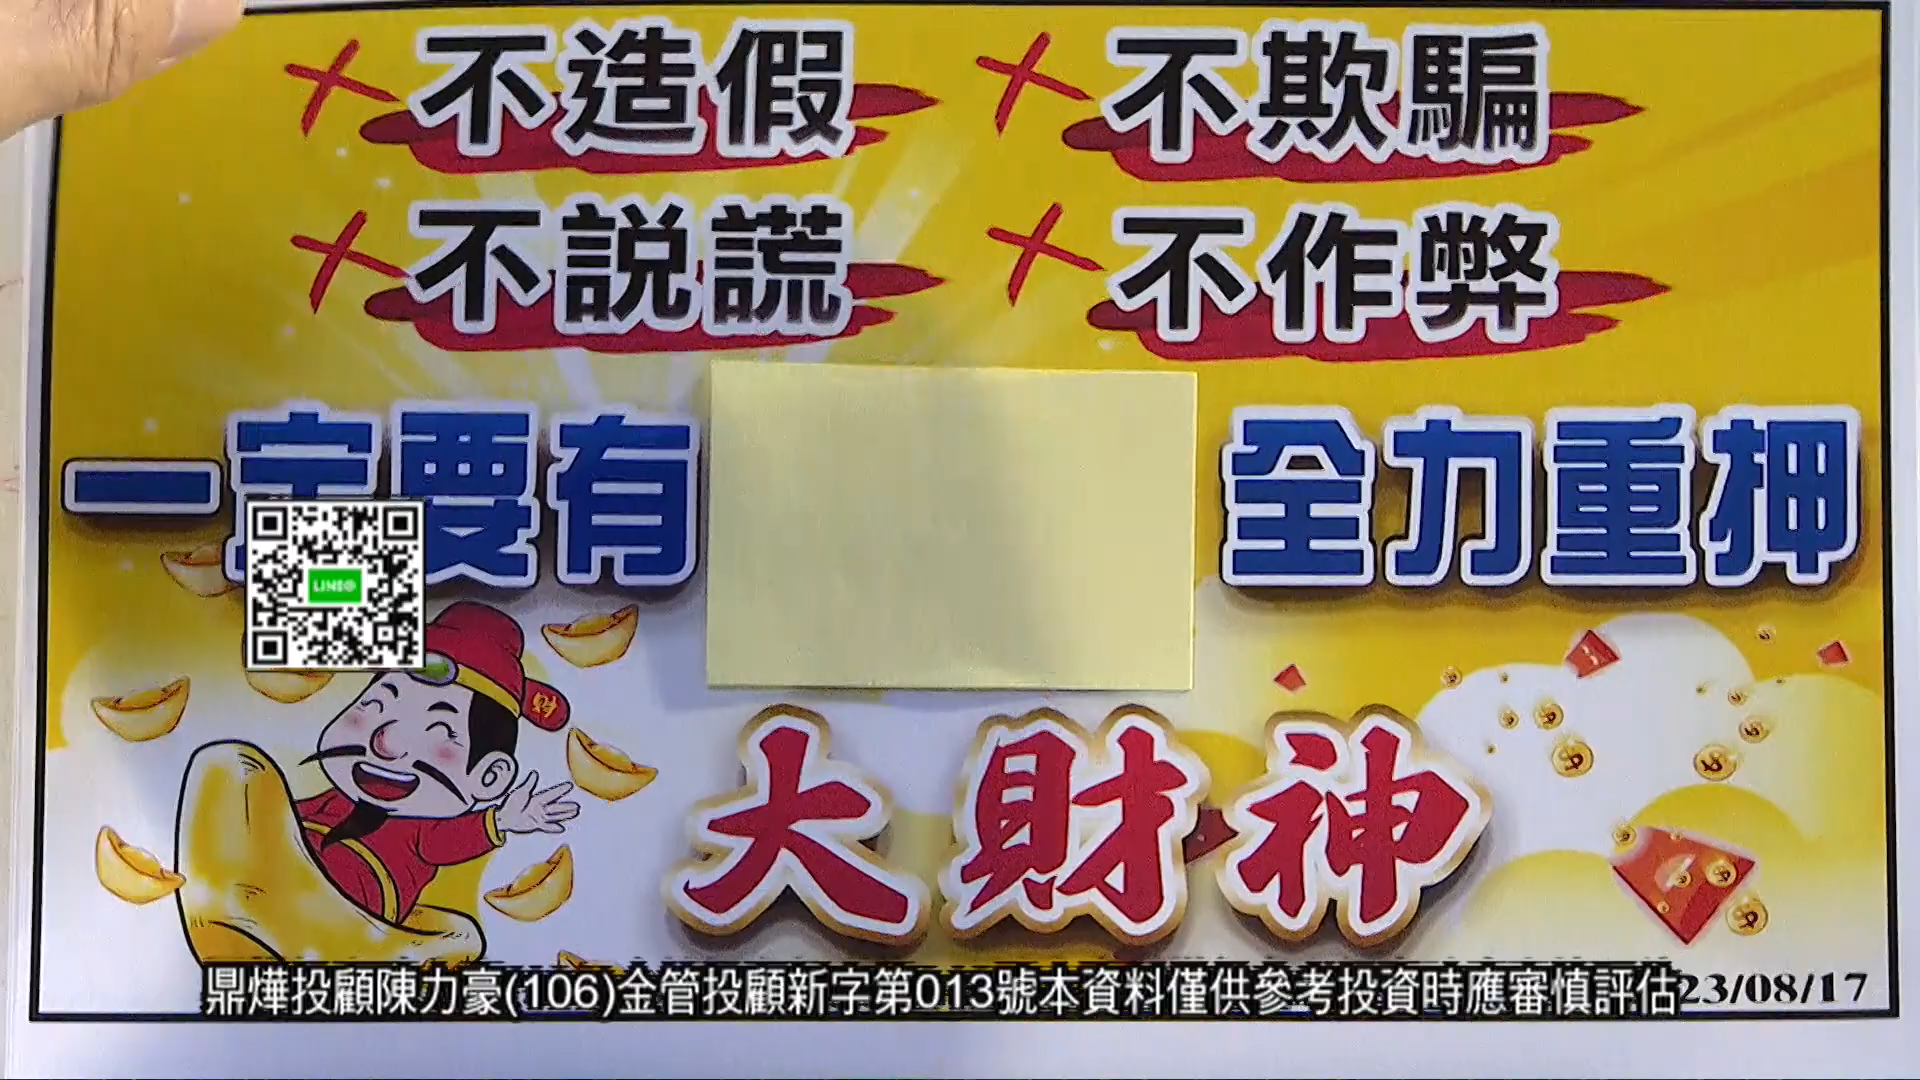 不造假 不欺騙
不説謊 不作弊
一定要有 全力重押
LINE@
大財神
23/08/17
鼎燁投顧陳力豪(106)金管投顧新字第013號本資料僅供參考投資時應審慎評估